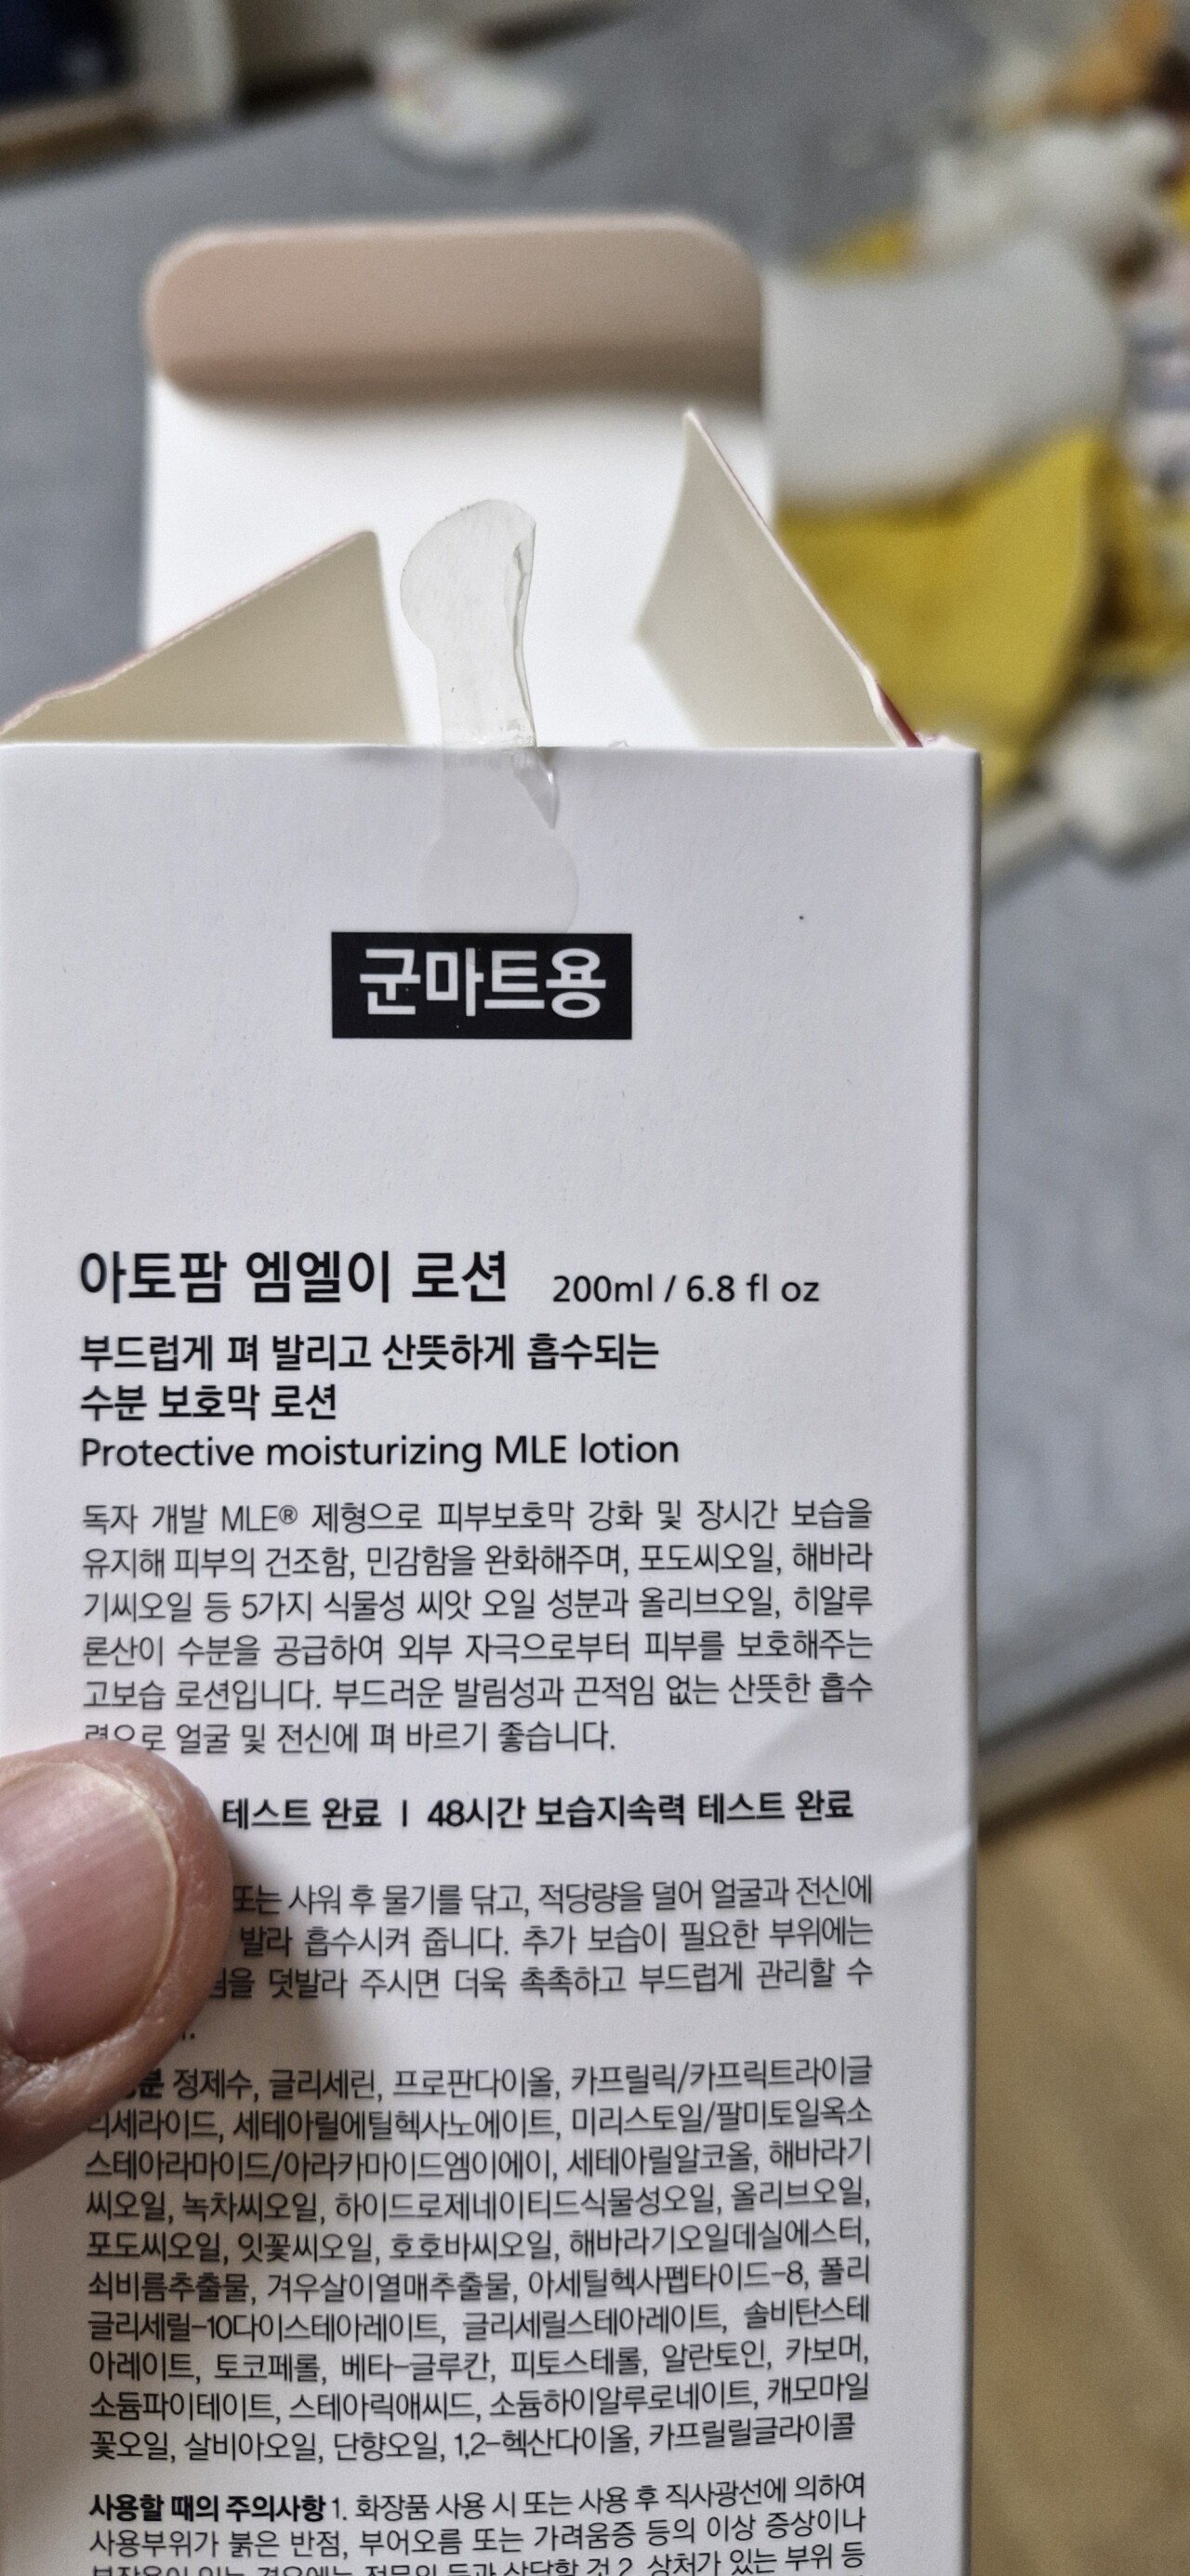 군마트용
아토팜 엠엘이 로션 200ml / 6.8 fl oz
부드럽게 펴 발리고 산뜻하게 흡수되는
수분 보호막 로션
Protective moisturizing MLE lotion
독자 개발 MLE® 제형으로 피부보호막 강화 및 장시간 보습을
유지해 피부의 건조함, 민감함을 완화해주며, 포도씨오일, 해바라
기씨오일 등 5가지 식물성 씨앗 오일 성분과 올리브오일, 히알루
론산이 수분을 공급하여 외부 자극으로부터 피부를 보호해주는
고보습 로션입니다. 부드러운 발림성과 끈적임 없는 산뜻한 흡수
력으로 얼굴 및 전신에 펴 바르기 좋습니다.
테스트 완료 | 48시간 보습지속력 테스트 완료
또는 샤워 후 물기를 닦고, 적당량을 덜어 얼굴과 전신에
발라 흡수시켜 줍니다. 추가 보습이 필요한 부위에는
덧발라 주시면 더욱 촉촉하고 부드럽게 관리할 수
정제수, 글리세린, 프로판다이올, 카프릴릭/카프릭트라이글
리세라이드, 세테아릴에틸헥사노에이트, 미리스토일/팔미토일옥소
스테아라마이드/아라카마이드엠이에이, 세테아릴알코올, 해바라기
씨오일, 녹차씨오일, 하이드로제네이티드식물성오일, 올리브오일,
포도씨오일, 잇꽃씨오일, 호호바씨오일, 해바라기오일데실에스터,
쇠비름추출물, 겨우살이열매추출물, 아세틸헥사펩타이드-8, 폴리
글리세릴-10다이스테아레이트, 글리세릴스테아레이트, 솔비탄스테
아레이트, 토코페롤, 베타-글루칸, 피토스테롤, 알란토인, 카보머,
소듐파이테이트, 스테아릭애씨드, 소듐하이알루로네이트, 캐모마일
꽃오일, 살비아오일, 단향오일, 1,2-헥산다이올, 카프릴릴글라이콜
사용할 때의 주의사항 1. 화장품 사용 시 또는 사용 후 직사광선에 의하여
사용부위가 붉은 반점, 부어오름 또는 가려움증 등의 이상 증상이나
부작용이 있는 경우에는 전문의 등과 상담할 것 2. 상처가 있는 부위 등